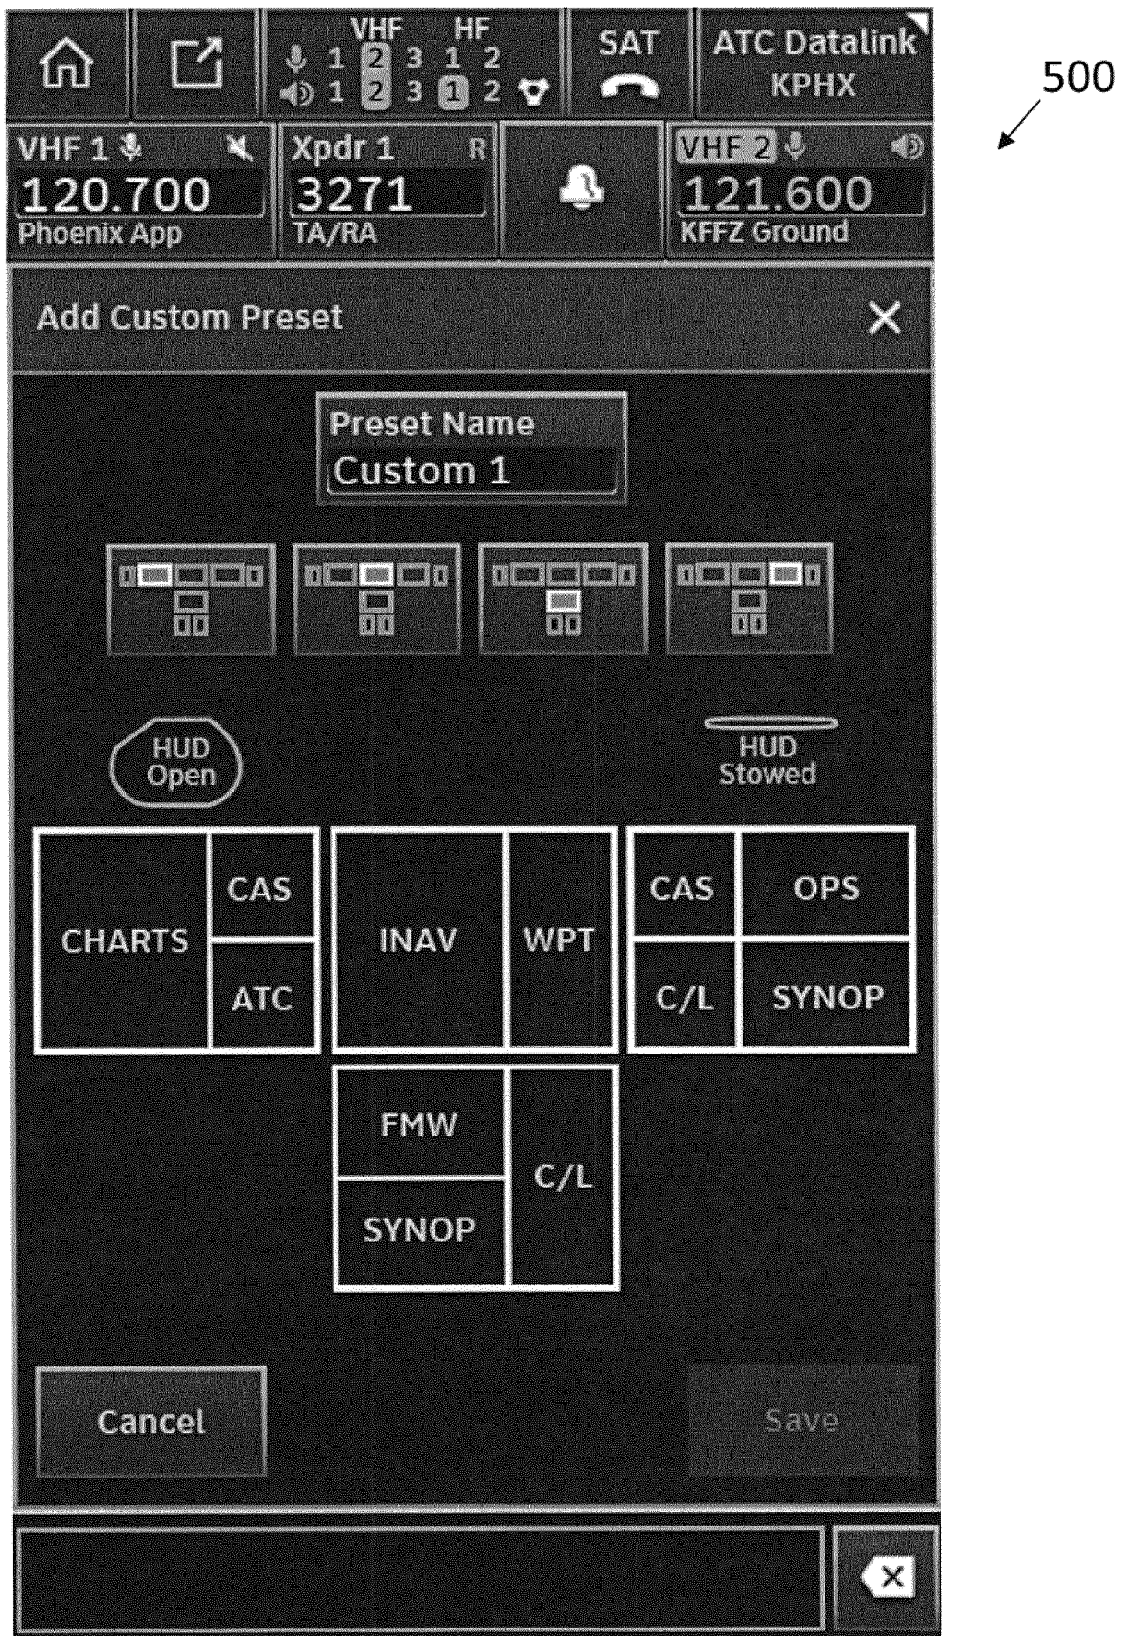 VHF HF
1 2 3 1 2
1 2 3 1 2
SAT
ATC Datalink
KPHX
500
VHF 1
120.700
Phoenix App
Xpdr 1 R
3271
TA/RA
VHF 2
121.600
KFFZ Ground
Add Custom Preset
Preset Name
Custom 1
HUD
Open
HUD
Stowed
CHARTS
CAS
ATC
INAV
WPT
CAS
OPS
C/L
SYNOP
FMW
SYNOP
C/L
Cancel
Save